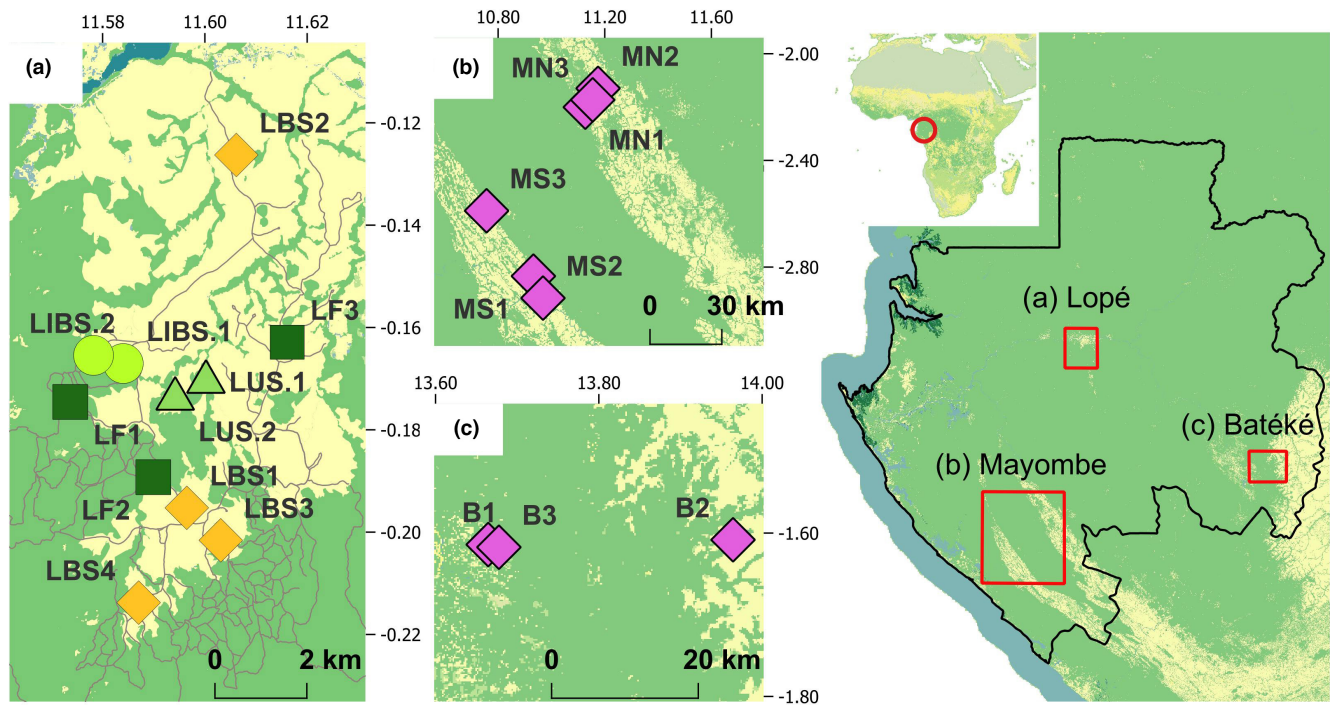 11.58 11.60 11.62
(a)
LBS2
-0.12
-0.14
-0.16
LIBS.2
LIBS.1
LF3
LUS.1
LF1
LUS.2
-0.18
LBS1
LF2
LBS3
-0.20
LBS4
-0.22
0 2 km
10.80 11.20 11.60
(b)
-2.00
MN3
MN2
MN1
-2.40
MS3
MS2
-2.80
MS1
0 30 km
13.60 13.80 14.00
(c)
B1
B3
B2
-1.60
0 20 km
-1.80
(a) Lopé
(c) Batéké
(b) Mayombe